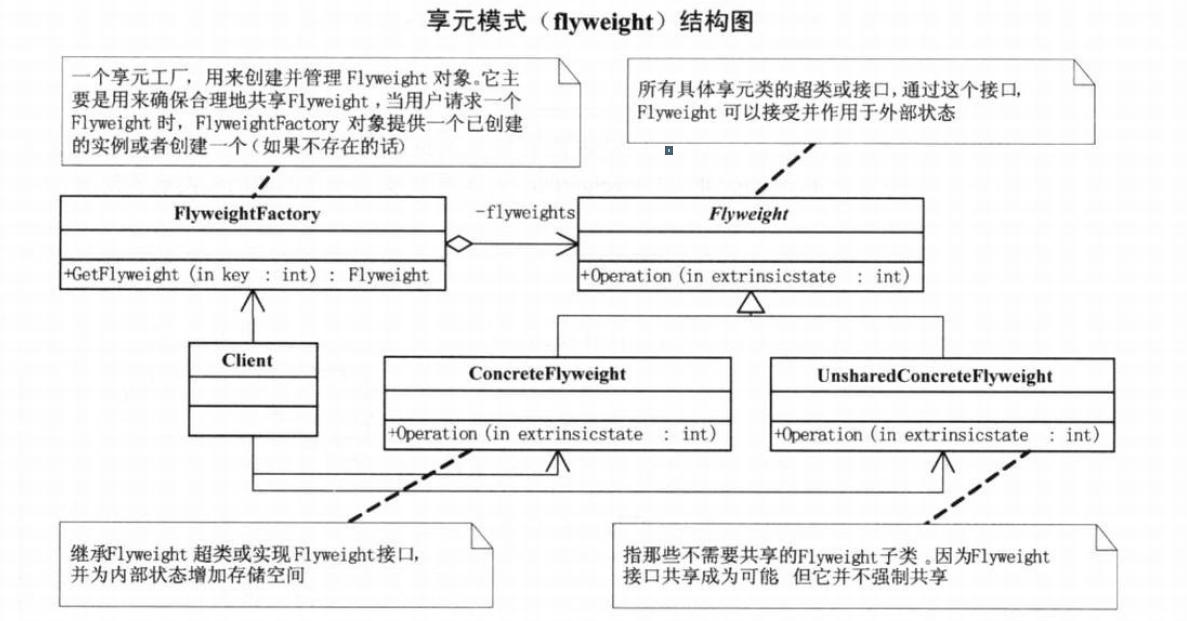 享元模式（flyweight）结构图
一个享元工厂，用来创建并管理 Flyweight 对象。它主
要是用来确保合理地共享Flyweight，当用户请求一个
Flyweight 时，FlyweightFactory 对象提供一个已创建
的实例或者创建一个（如果不存在的话）
所有具体享元类的超类或接口，通过这个接口，
Flyweight 可以接受并作用于外部状态
FlyweightFactory
+GetFlyweight (in key : int) : Flyweight
-flyweights
Flyweight
+Operation (in extrinsicstate : int)
Client
ConcreteFlyweight
+Operation (in extrinsicstate : int)
UnsharedConcreteFlyweight
+Operation (in extrinsicstate : int)
继承Flyweight 超类或实现 Flyweight接口，
并为内部状态增加存储空间
指那些不需要共享的Flyweight子类。因为Flyweight
接口共享成为可能 但它并不强制共享